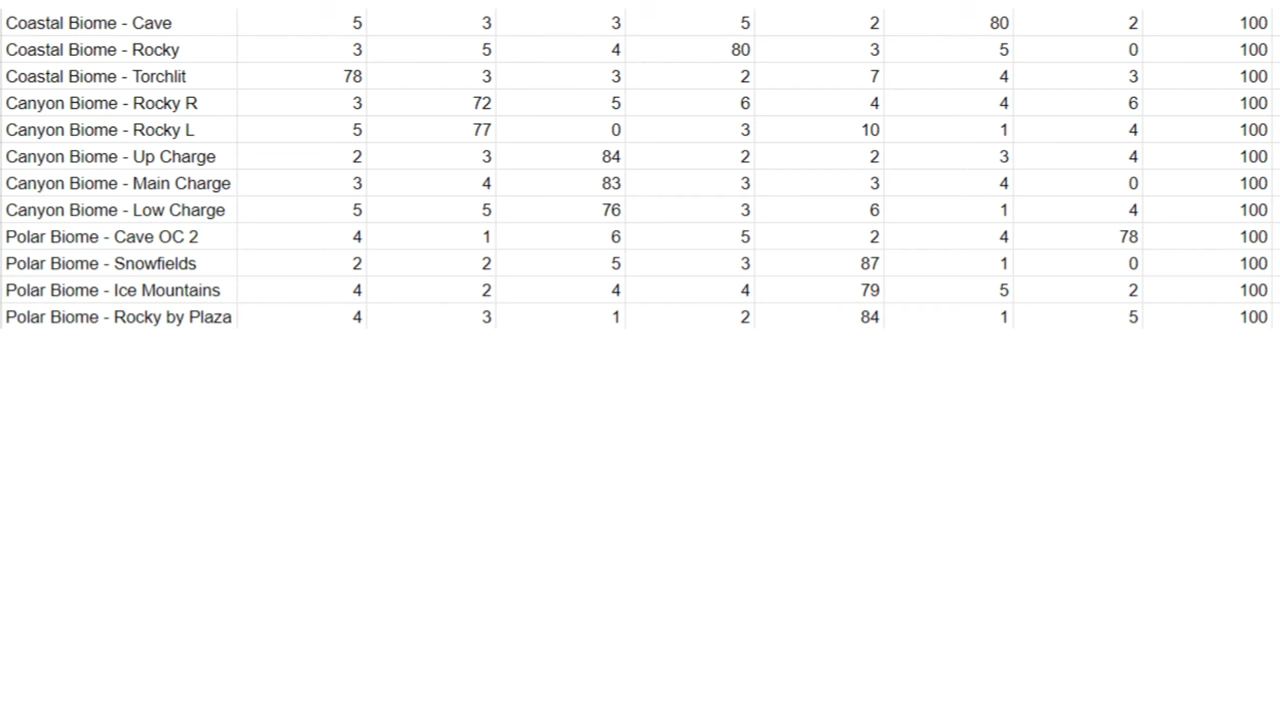 Coastal Biome - Cave 5 3 3 5 2 80 2 100
Coastal Biome - Rocky 3 5 4 80 3 5 0 100
Coastal Biome - Torchlit 78 3 3 2 7 4 3 100
Canyon Biome - Rocky R 3 72 5 6 4 4 6 100
Canyon Biome - Rocky L 5 77 0 3 10 1 4 100
Canyon Biome - Up Charge 2 3 84 2 2 3 4 100
Canyon Biome - Main Charge 3 4 83 3 3 4 0 100
Canyon Biome - Low Charge 5 5 76 3 6 1 4 100
Polar Biome - Cave OC 2 4 1 6 5 2 4 78 100
Polar Biome - Snowfields 2 2 5 3 87 1 0 100
Polar Biome - Ice Mountains 4 2 4 4 79 5 2 100
Polar Biome - Rocky by Plaza 4 3 1 2 84 1 5 100